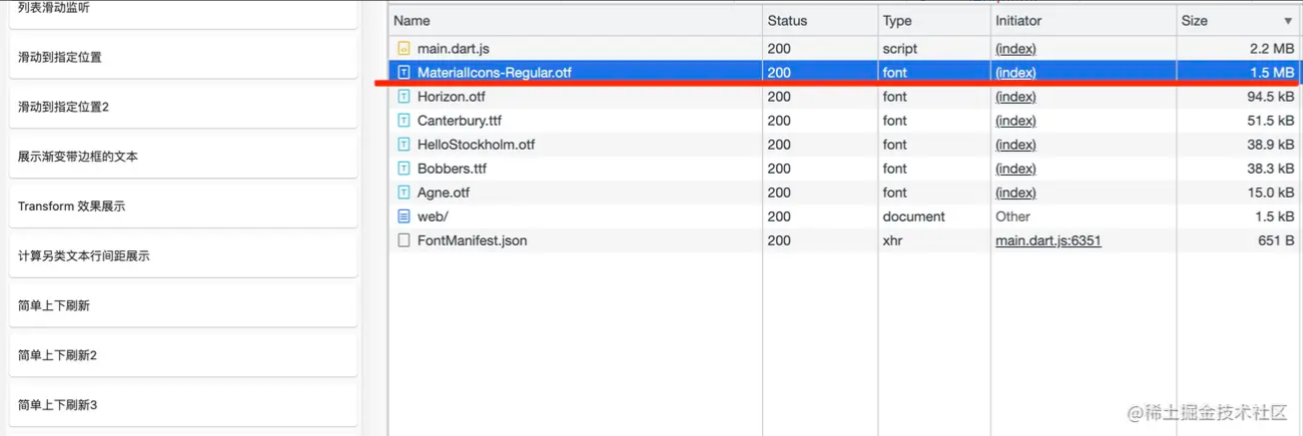 列表滑动监听
滑动到指定位置
滑动到指定位置2
展示渐变带边框的文本
Transform 效果展示
计算另类文本行间距展示
简单上下刷新
简单上下刷新2
简单上下刷新3
Name Status Type Initiator Size
main.dart.js 200 script (index) 2.2 MB
MaterialIcons-Regular.otf 200 font (index) 1.5 MB
Horizon.otf 200 font (index) 94.5 kB
Canterbury.ttf 200 font (index) 51.5 kB
HelloStockholm.otf 200 font (index) 38.9 kB
Bobbers.ttf 200 font (index) 38.3 kB
Agne.otf 200 font (index) 15.0 kB
web/ 200 document Other 1.5 kB
FontManifest.json 200 xhr main.dart.js:6351 651 B
@稀土掘金技术社区